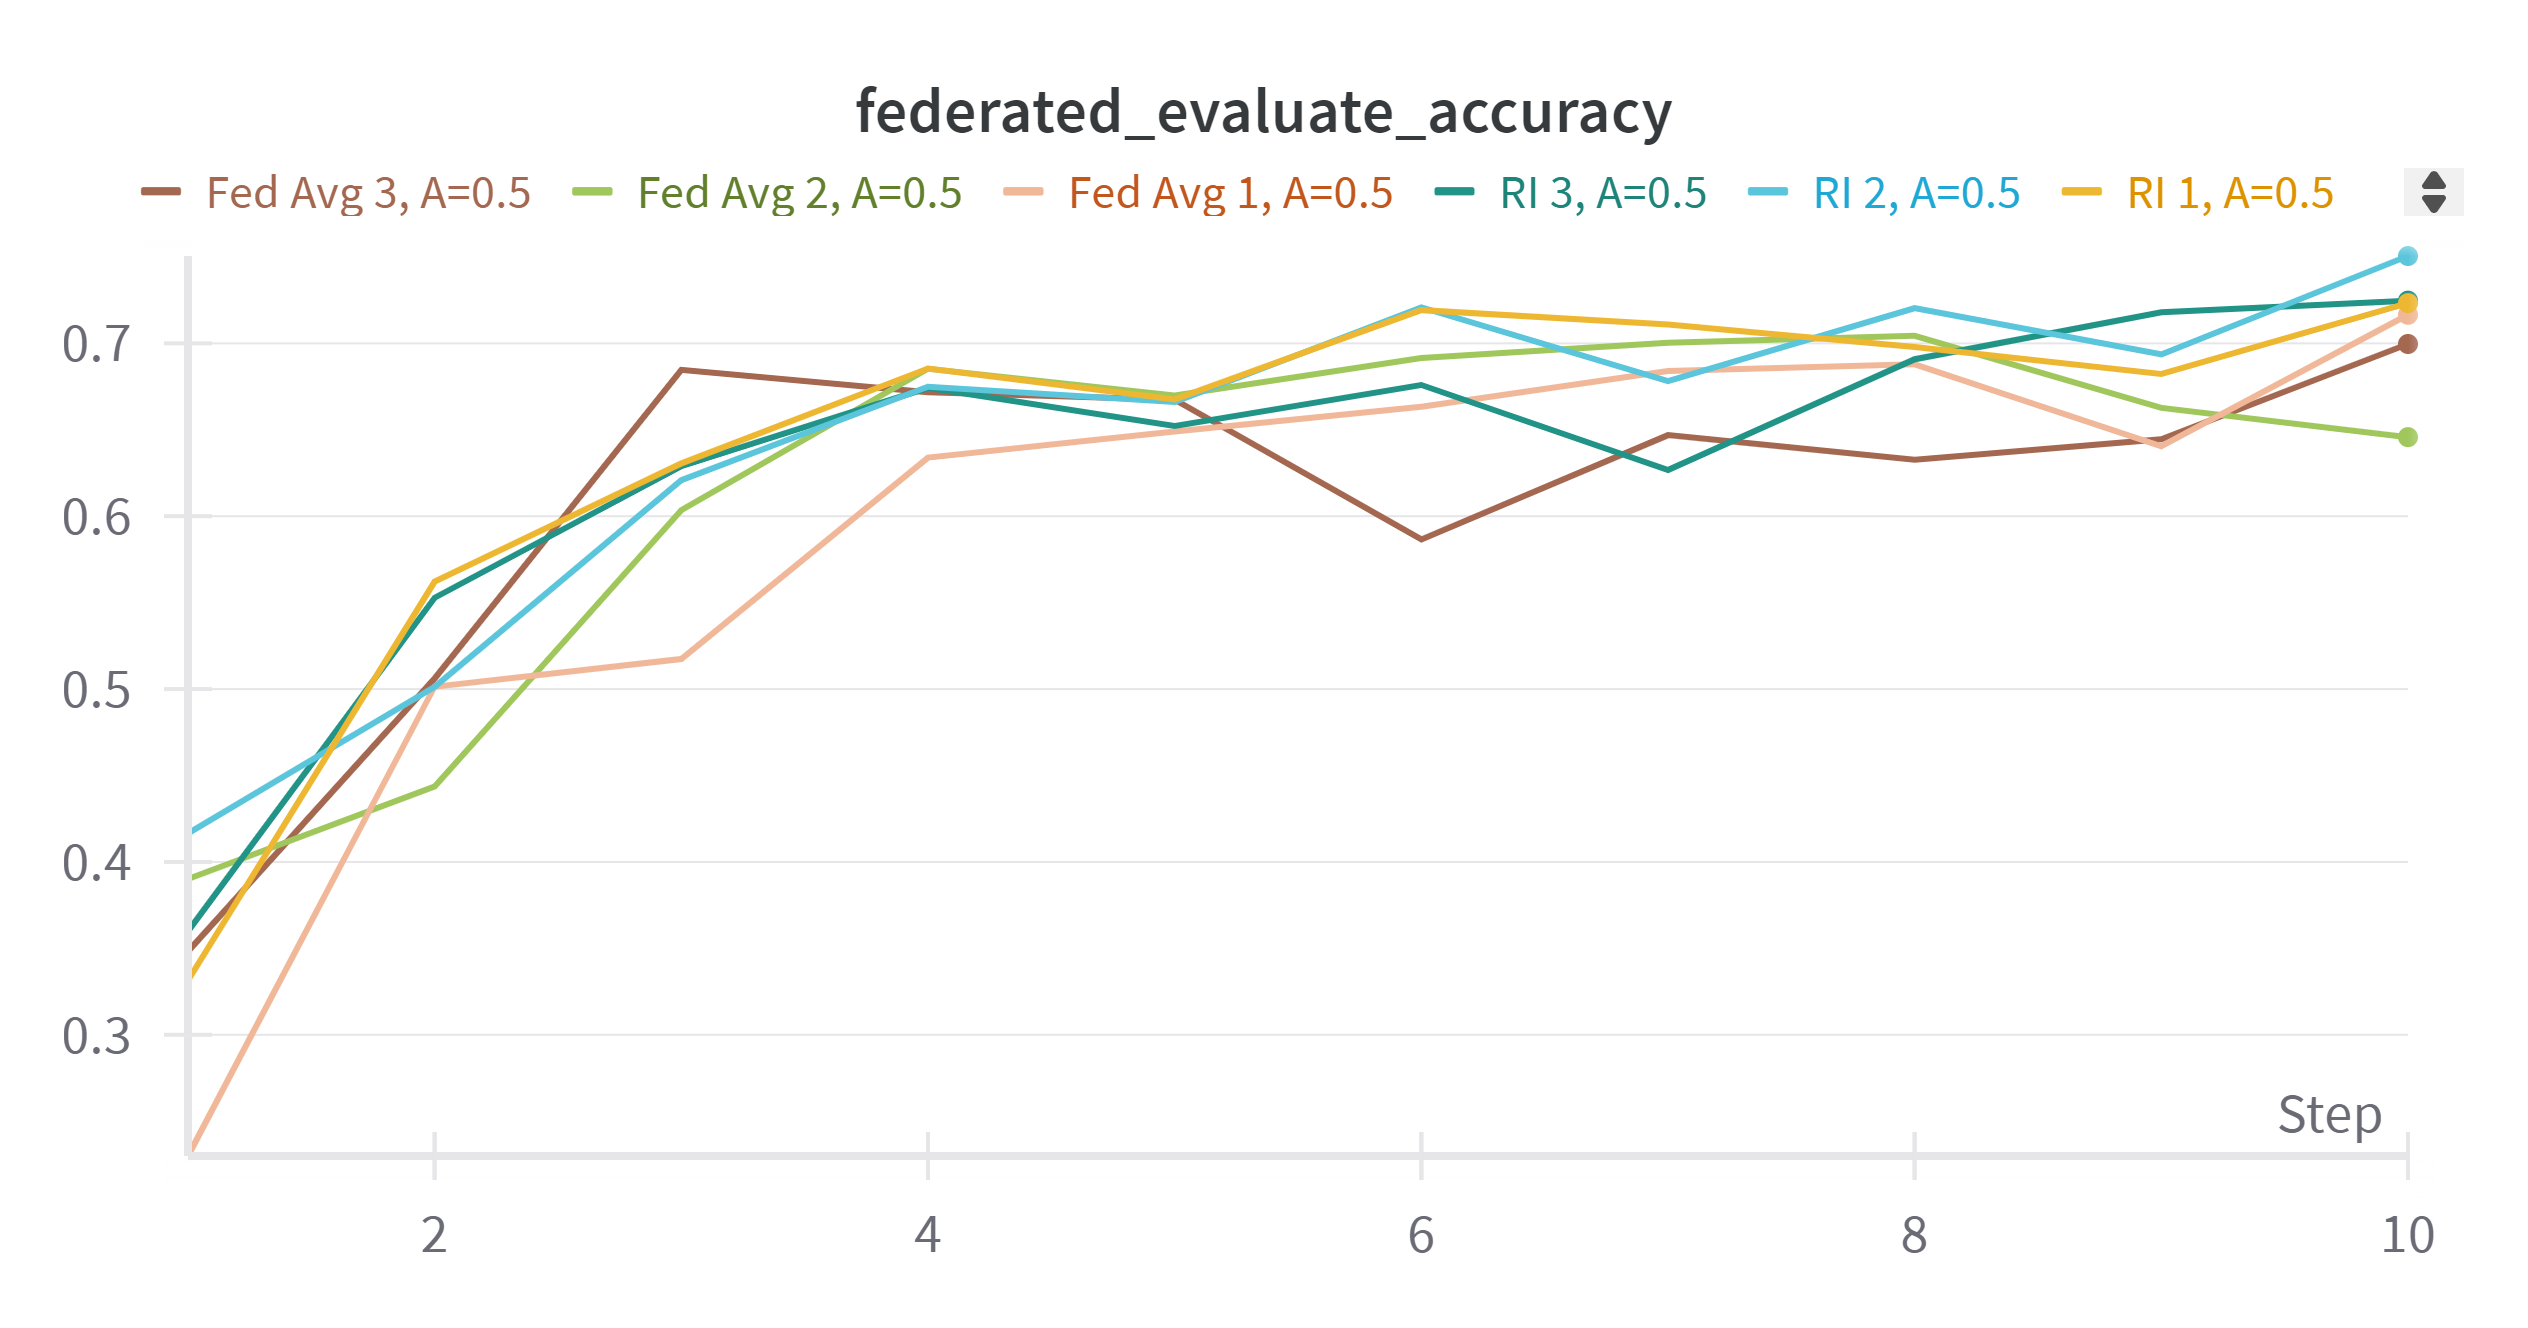 federated_evaluate_accuracy
Fed Avg 3, A=0.5 Fed Avg 2, A=0.5 Fed Avg 1, A=0.5 RI 3, A=0.5 RI 2, A=0.5 RI 1, A=0.5
0.7
0.6
0.5
0.4
0.3
Step
2 4 6 8 10